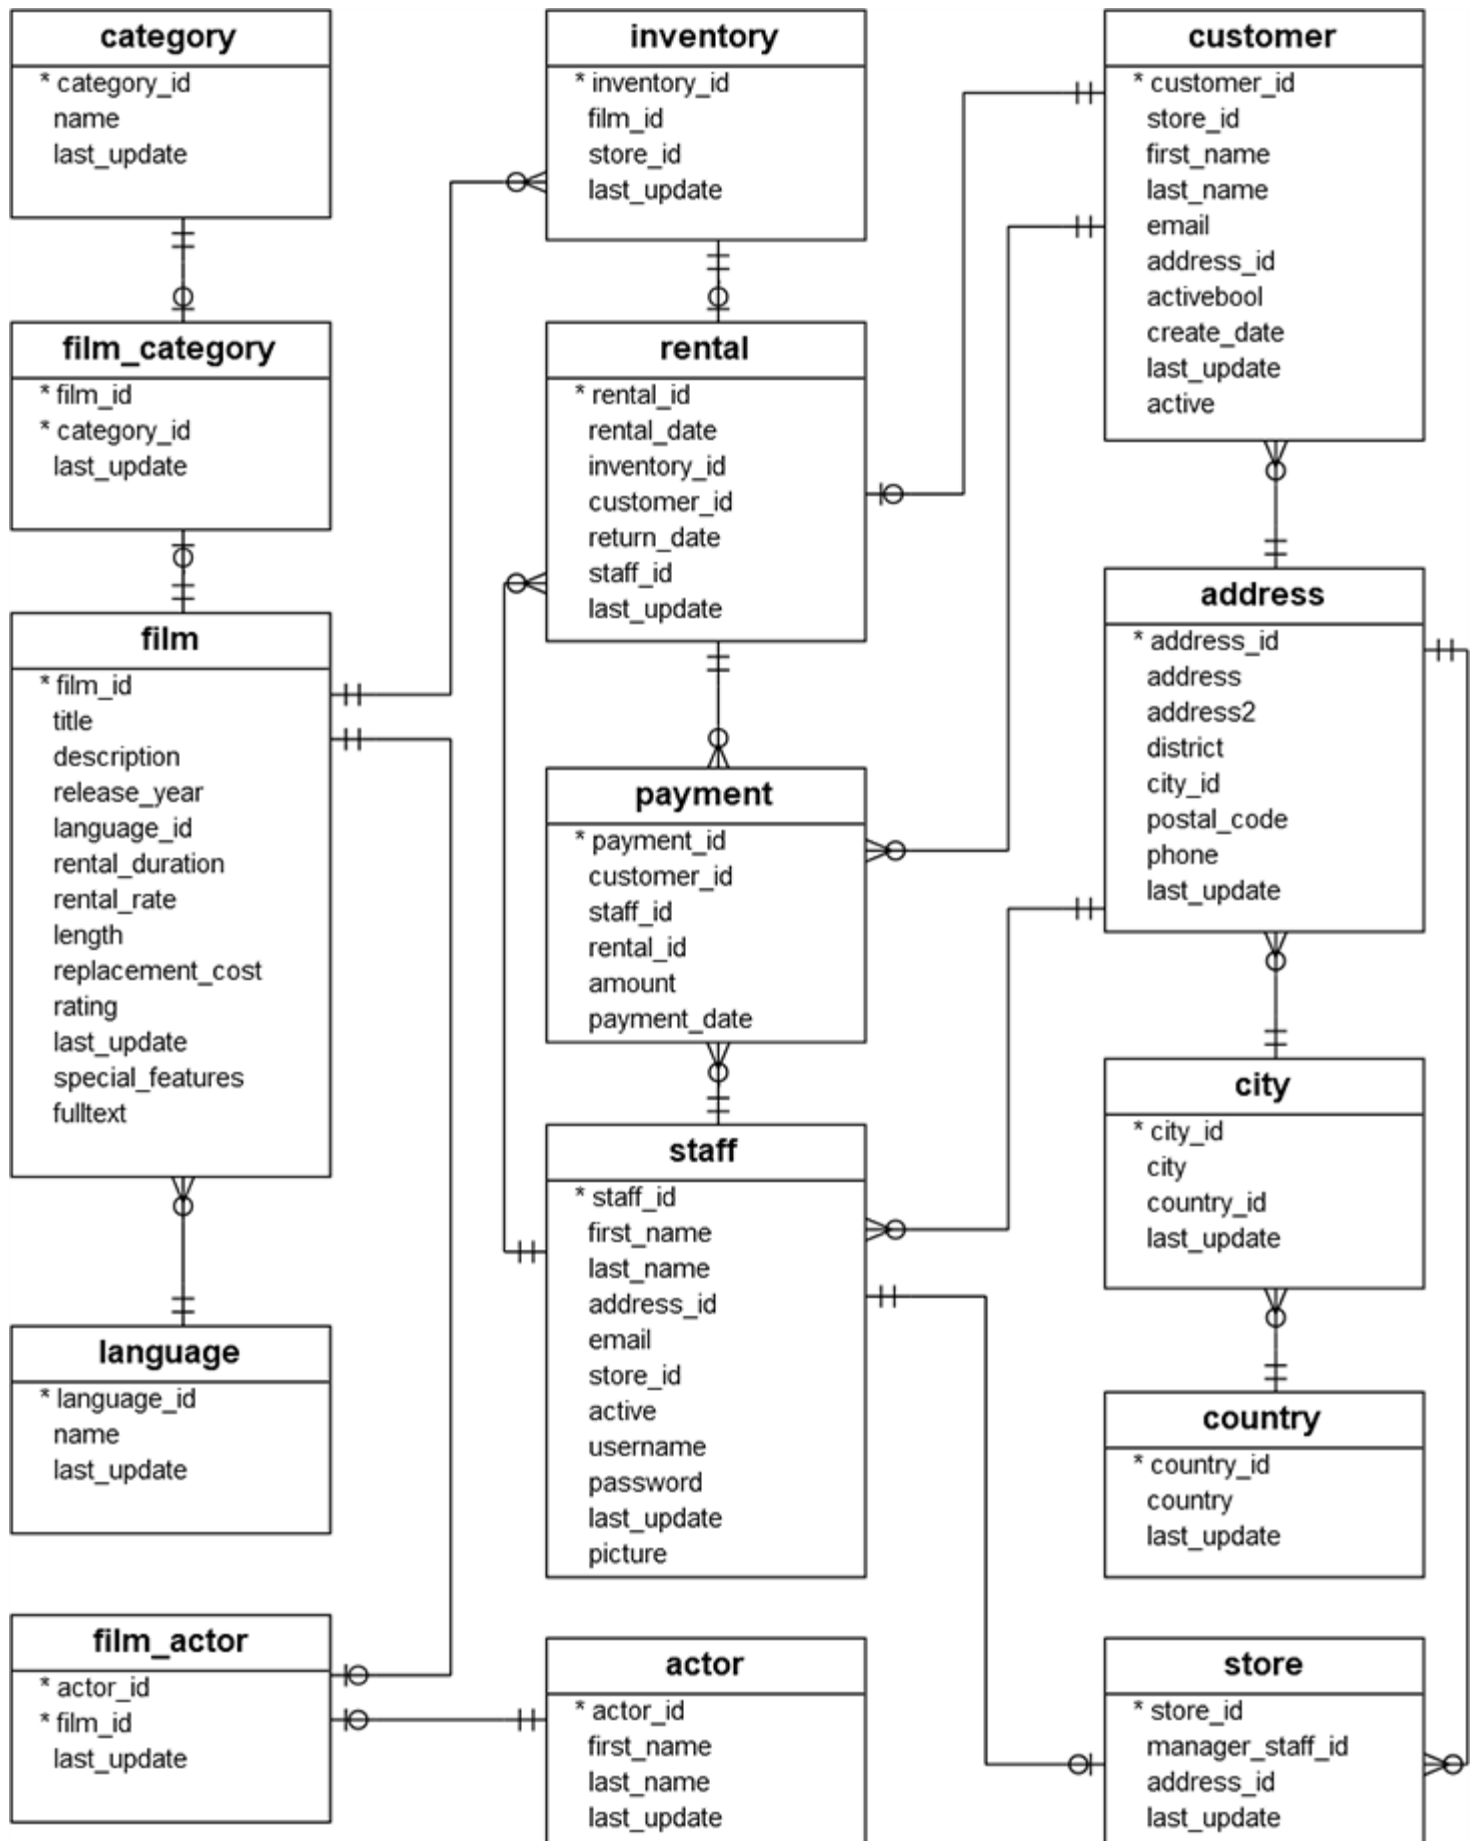 category
* category_id
name
last_update
film_category
* film_id
* category_id
last_update
film
* film_id
title
description
release_year
language_id
rental_duration
rental_rate
length
replacement_cost
rating
last_update
special_features
fulltext
language
* language_id
name
last_update
film_actor
* actor_id
* film_id
last_update
inventory
* inventory_id
film_id
store_id
last_update
rental
* rental_id
rental_date
inventory_id
customer_id
return_date
staff_id
last_update
payment
* payment_id
customer_id
staff_id
rental_id
amount
payment_date
staff
* staff_id
first_name
last_name
address_id
email
store_id
active
username
password
last_update
picture
actor
* actor_id
first_name
last_name
last_update
customer
* customer_id
store_id
first_name
last_name
email
address_id
activebool
create_date
last_update
active
address
* address_id
address
address2
district
city_id
postal_code
phone
last_update
city
* city_id
city
country_id
last_update
country
* country_id
country
last_update
store
* store_id
manager_staff_id
address_id
last_update